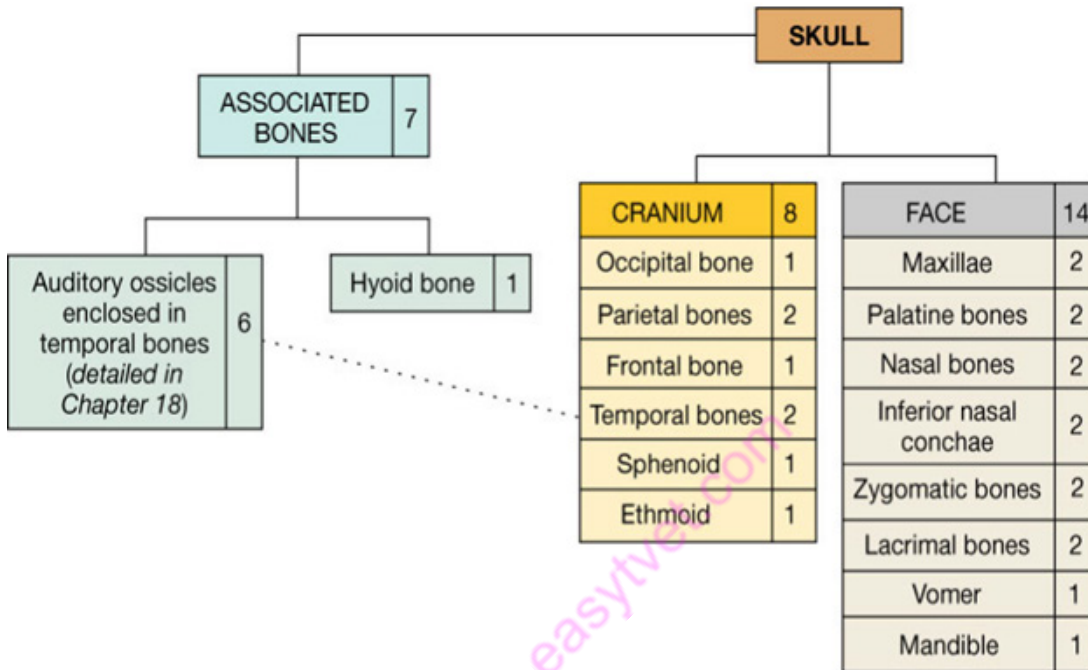 SKULL
ASSOCIATED
BONES
7
Auditory ossicles
enclosed in
temporal bones
(detailed in
Chapter 18)
6
Hyoid bone 1
CRANIUM 8
Occipital bone 1
Parietal bones 2
Frontal bone 1
Temporal bones 2
Sphenoid 1
Ethmoid 1
FACE 14
Maxillae 2
Palatine bones 2
Nasal bones 2
Inferior nasal
conchae
2
Zygomatic bones 2
Lacrimal bones 2
Vomer 1
Mandible 1
easytvet.com